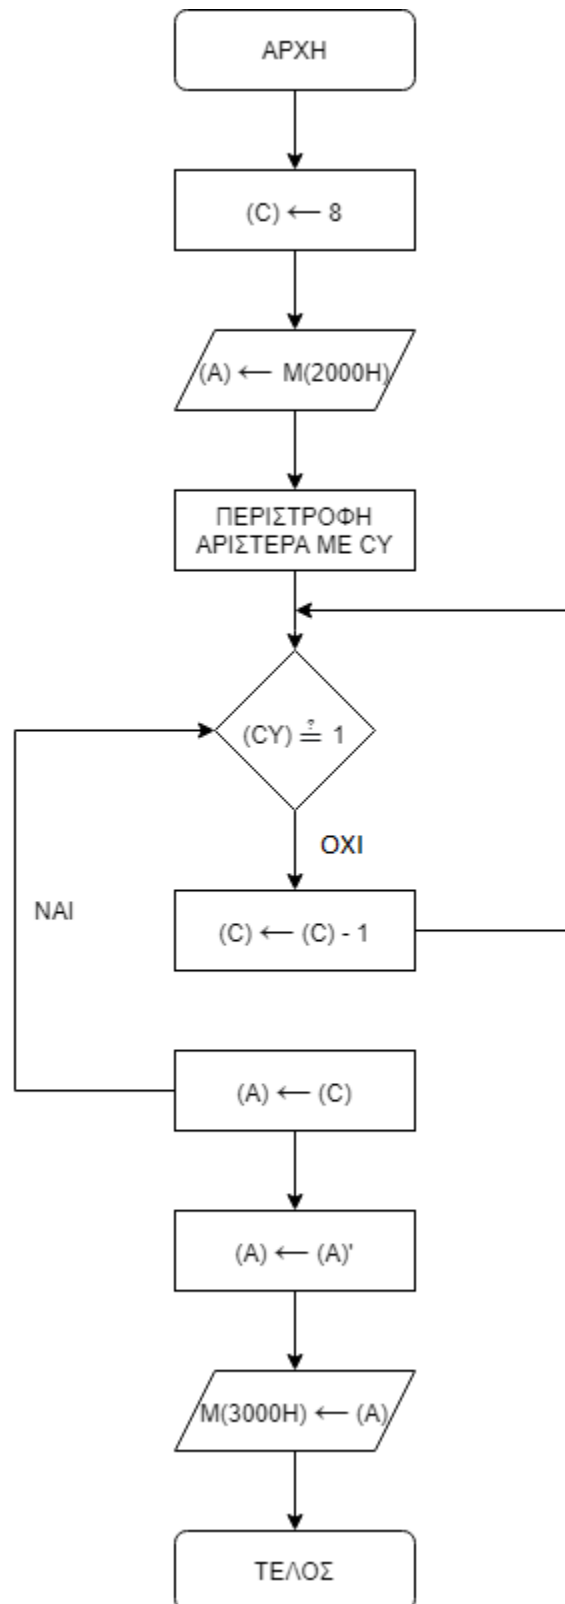 ΑΡΧΗ
(C) ← 8
(A) ← M(2000H)
ΠΕΡΙΣΤΡΟΦΗ
ΑΡΙΣΤΕΡΑ ΜΕ CY
(CY) ≟ 1
ΟΧΙ
ΝΑΙ
(C) ← (C) - 1
(A) ← (C)
(A) ← (A)'
M(3000H) ← (A)
ΤΕΛΟΣ